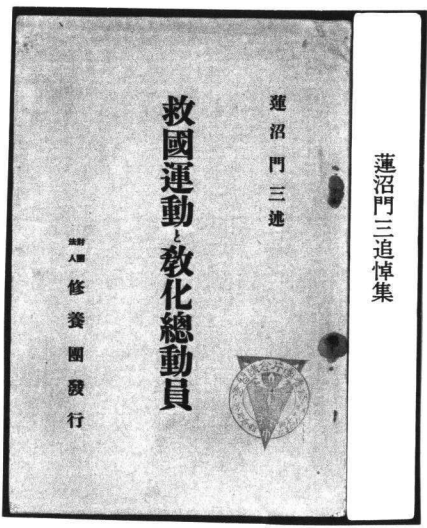 蓮沼門三追悼集
蓮沼門三述
救國運動と敎化總動員
財團法人 修養團發行